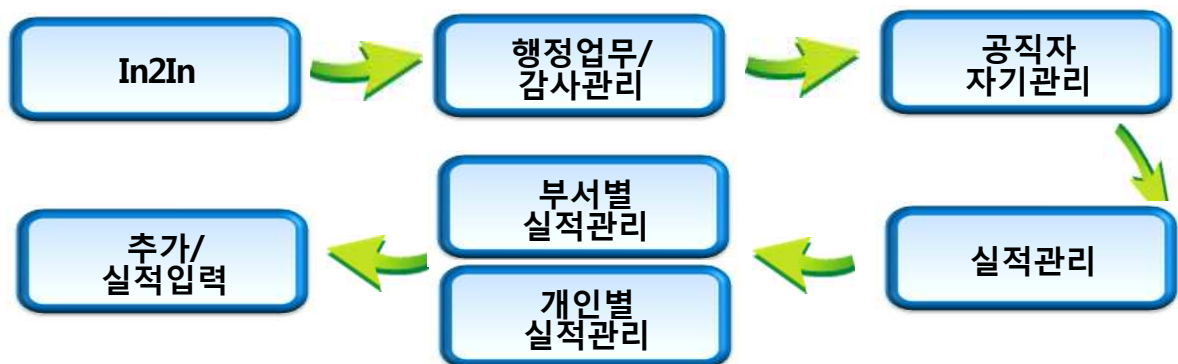 In2In
행정업무/
감사관리
공직자
자기관리
실적관리
부서별
실적관리
개인별
실적관리
추가/
실적입력